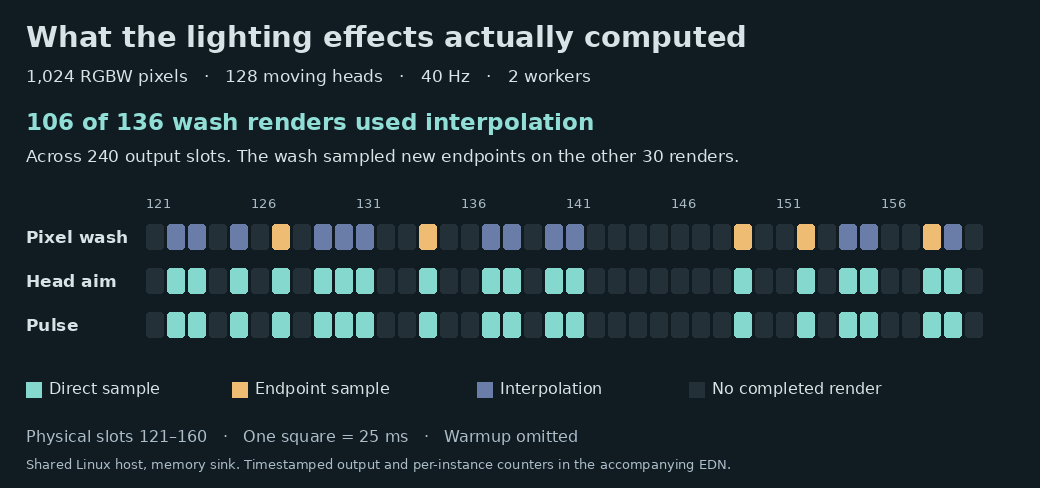 What the lighting effects actually computed
1,024 RGBW pixels · 128 moving heads · 40 Hz · 2 workers
106 of 136 wash renders used interpolation
Across 240 output slots. The wash sampled new endpoints on the other 30 renders.
121 126 131 136 141 146 151 156
Pixel wash
Head aim
Pulse
Direct sample Endpoint sample Interpolation No completed render
Physical slots 121–160 · One square = 25 ms · Warmup omitted
Shared Linux host, memory sink. Timestamped output and per-instance counters in the accompanying EDN.